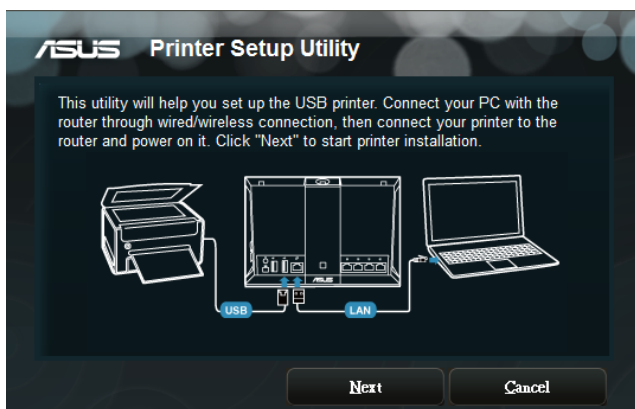 ASUS Printer Setup Utility
This utility will help you set up the USB printer. Connect your PC with the
router through wired/wireless connection, then connect your printer to the
router and power on it. Click "Next" to start printer installation.
ASUS
USB
LAN
Next
Cancel